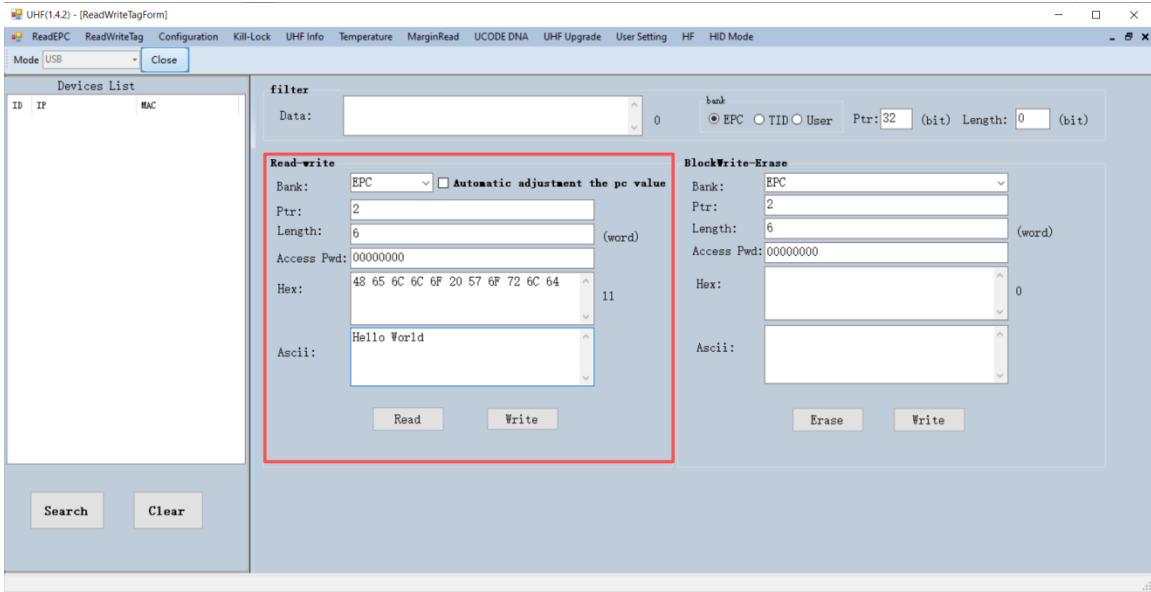 UHF(1.4.2) - [ReadWriteTagForm]
ReadEPC ReadWriteTag Configuration Kill-Lock UHF Info Temperature MarginRead UCODE DNA UHF Upgrade User Setting HF HID Mode
Mode USB Close
Devices List
ID IP MAC
Search Clear
filter
Data: 0
bank
EPC TID User Ptr: 32 (bit) Length: 0 (bit)
Read-write
Bank: EPC Automatic adjustment the pc value
Ptr: 2
Length: 6 (word)
Access Pwd: 00000000
Hex: 48 65 6C 6C 6F 20 57 6F 72 6C 64 11
Ascii: Hello World
Read Write
BlockWrite-Erase
Bank: EPC
Ptr: 2
Length: 6 (word)
Access Pwd: 00000000
Hex: 0
Ascii:
Erase Write